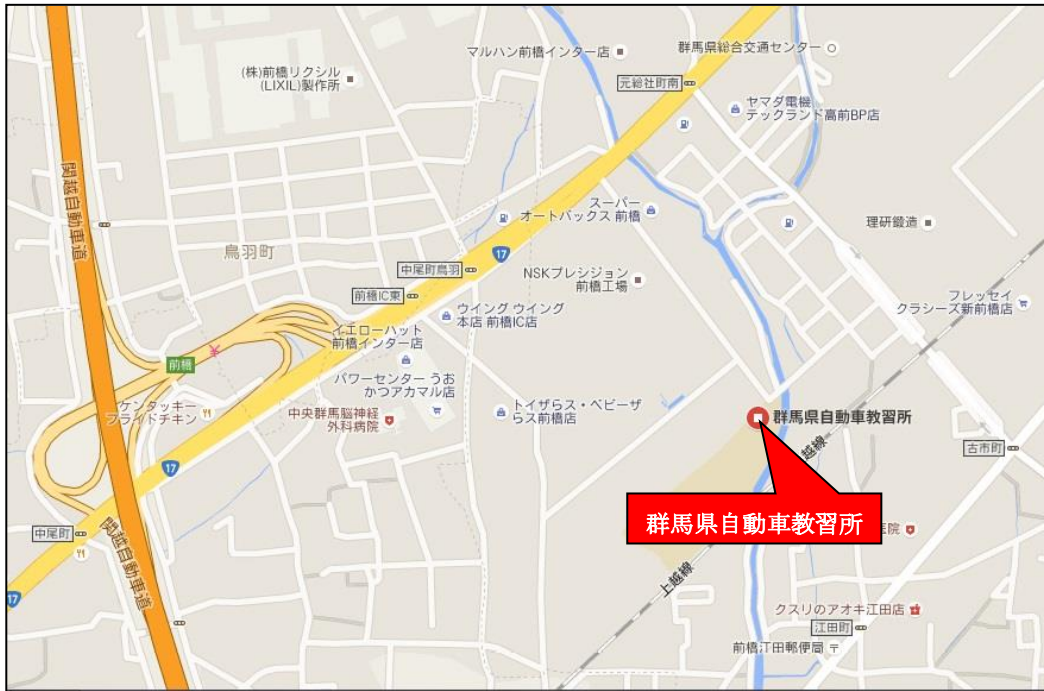 マルハン前橋インター店
群馬県総合交通センター
(株)前橋リクシル
(LIXIL)製作所
元総社町南
ヤマダ電機
テックランド高前BP店
関越自動車道
スーパー
オートバックス 前橋
理研鍛造
鳥羽町
17
中尾町鳥羽
NSKプレシジョン
前橋工場
前橋IC東
フレッセイ
クラシーズ新前橋店
ウイング ウイング
本店 前橋IC店
イエローハット
前橋インター店
前橋
パワーセンター うお
かつアカマル店
ケンタッキー
フライドチキン
中央群馬脳神経
外科病院
トイザらス・ベビーザ
らス前橋店
群馬県自動車教習所
越線
古市町
17
群馬県自動車教習所
医院
中尾町
関越自動車道
上越線
17
クスリのアオキ江田店
江田町
前橋江田郵便局